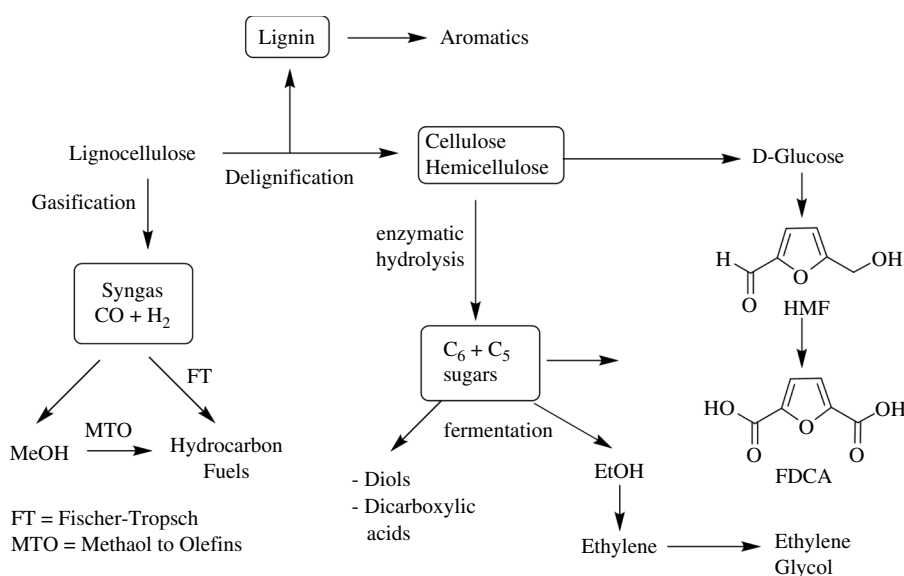 Lignin
Aromatics
Lignocellulose
Delignification
Cellulose
Hemicellulose
D-Glucose
Gasification
enzymatic
hydrolysis
H
O
O
OH
HMF
Syngas
CO + H2
C6 + C5
sugars
FT
MeOH
MTO
Hydrocarbon
Fuels
fermentation
HO
O
O
O
OH
FDCA
- Diols
- Dicarboxylic
acids
EtOH
Ethylene
Ethylene
Glycol
FT = Fischer-Tropsch
MTO = Methaol to Olefins